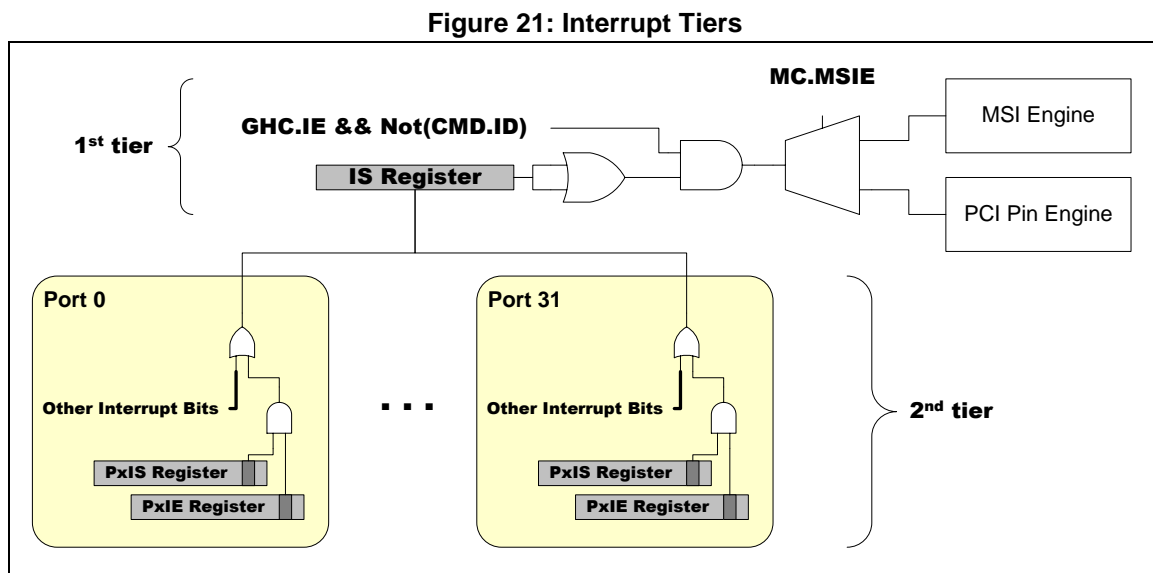 Figure 21: Interrupt Tiers
MC.MSIE
MSI Engine
GHC.IE && Not(CMD.ID)
1st tier
IS Register
PCI Pin Engine
Port 0
Other Interrupt Bits
PxIS Register
PxIE Register
. . .
Port 31
Other Interrupt Bits
PxIS Register
PxIE Register
2nd tier